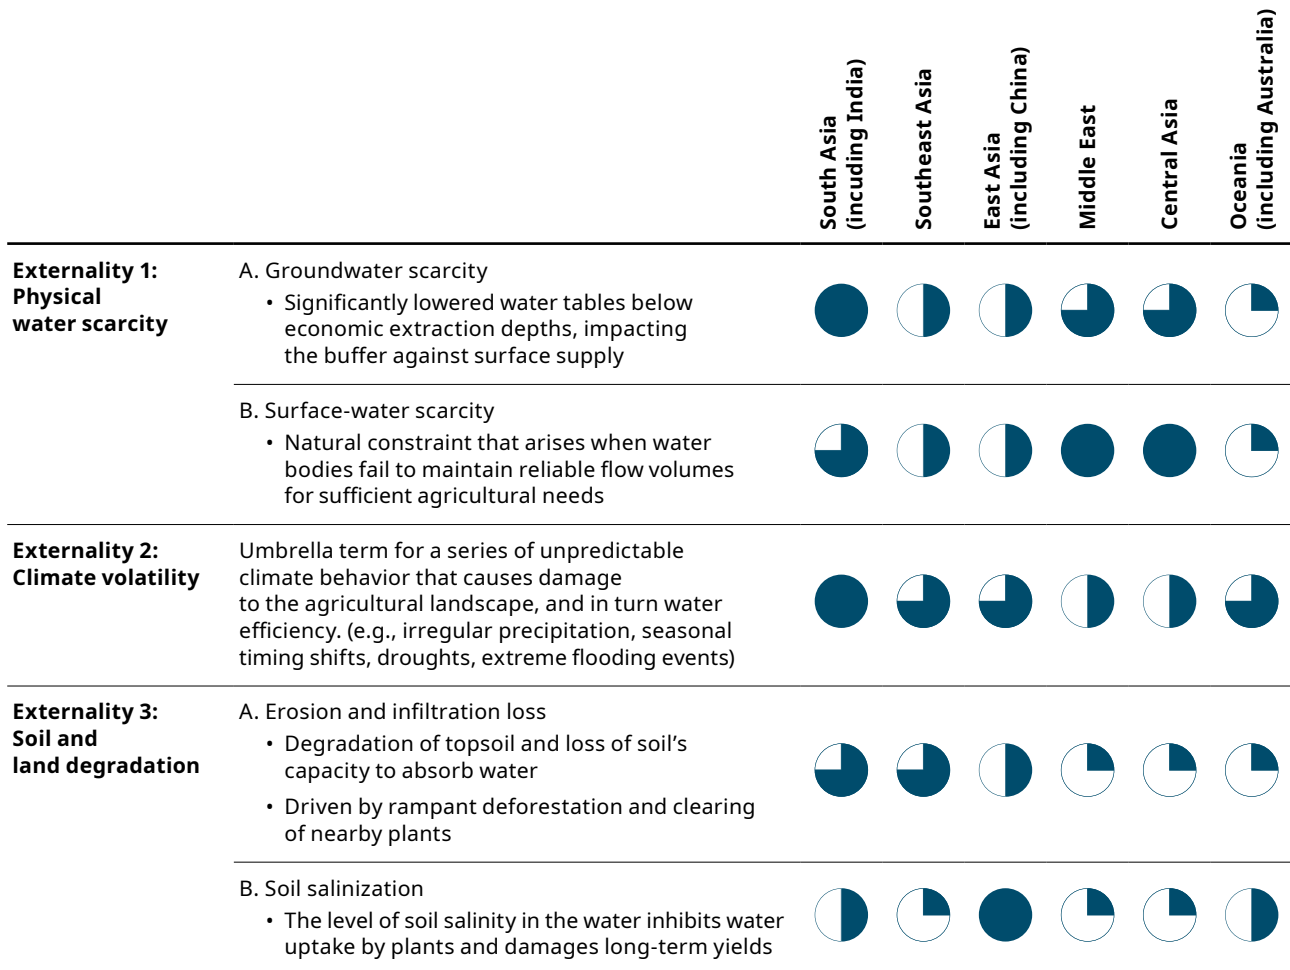 South Asia
(incuding India)
Southeast Asia
East Asia
(including China)
Middle East
Central Asia
Oceania
(including Australia)
Externality 1:
Physical
water scarcity
A. Groundwater scarcity
• Significantly lowered water tables below
economic extraction depths, impacting
the buffer against surface supply
B. Surface-water scarcity
• Natural constraint that arises when water
bodies fail to maintain reliable flow volumes
for sufficient agricultural needs
Externality 2:
Climate volatility
Umbrella term for a series of unpredictable
climate behavior that causes damage
to the agricultural landscape, and in turn water
efficiency. (e.g., irregular precipitation, seasonal
timing shifts, droughts, extreme flooding events)
Externality 3:
Soil and
land degradation
A. Erosion and infiltration loss
• Degradation of topsoil and loss of soil’s
capacity to absorb water
• Driven by rampant deforestation and clearing
of nearby plants
B. Soil salinization
• The level of soil salinity in the water inhibits water
uptake by plants and damages long-term yields